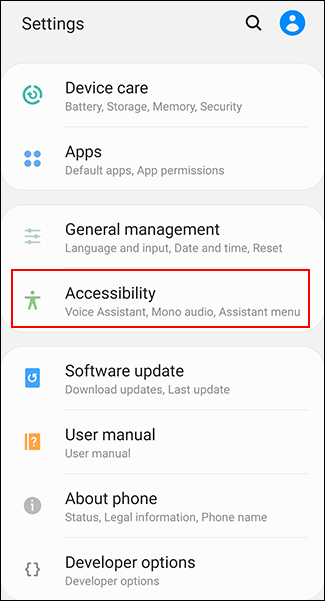 Settings
Device care
Battery, Storage, Memory, Security
Apps
Default apps, App permissions
General management
Language and input, Date and time, Reset
Accessibility
Voice Assistant, Mono audio, Assistant menu
Software update
Download updates, Last update
User manual
User manual
About phone
Status, Legal information, Phone name
Developer options
Developer options